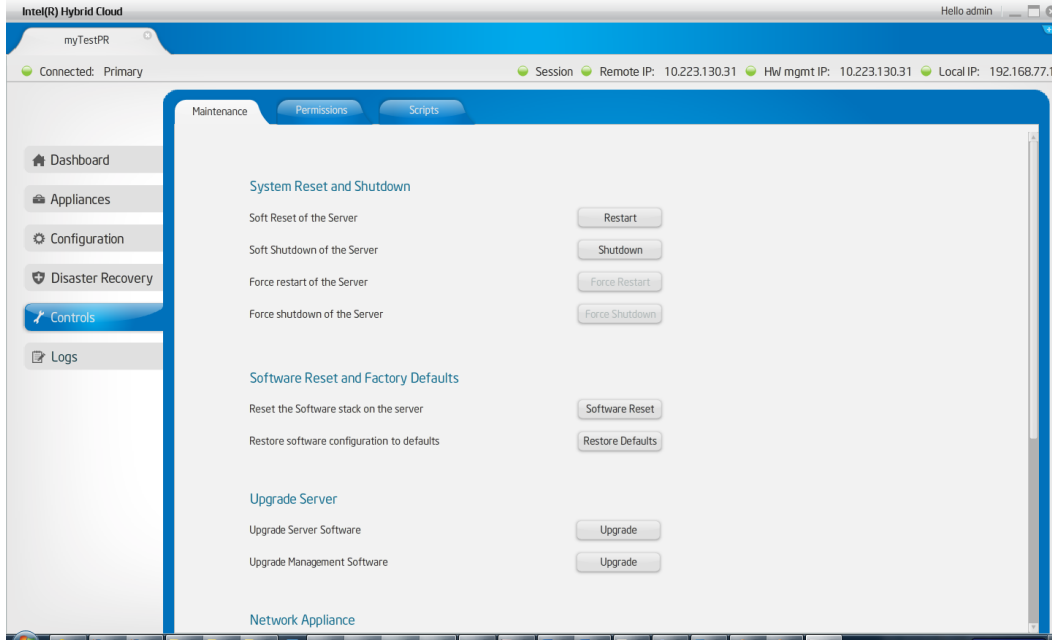 Intel(R) Hybrid Cloud
Hello admin
myTestPR
Connected: Primary
Session Remote IP: 10.223.130.31 HW mgmt IP: 10.223.130.31 Local IP: 192.168.77.1
Maintenance Permissions Scripts
Dashboard
Appliances
Configuration
Disaster Recovery
Controls
Logs
System Reset and Shutdown
Soft Reset of the Server Restart
Soft Shutdown of the Server Shutdown
Force restart of the Server Force Restart
Force shutdown of the Server Force Shutdown
Software Reset and Factory Defaults
Reset the Software stack on the server Software Reset
Restore software configuration to defaults Restore Defaults
Upgrade Server
Upgrade Server Software Upgrade
Upgrade Management Software Upgrade
Network Appliance